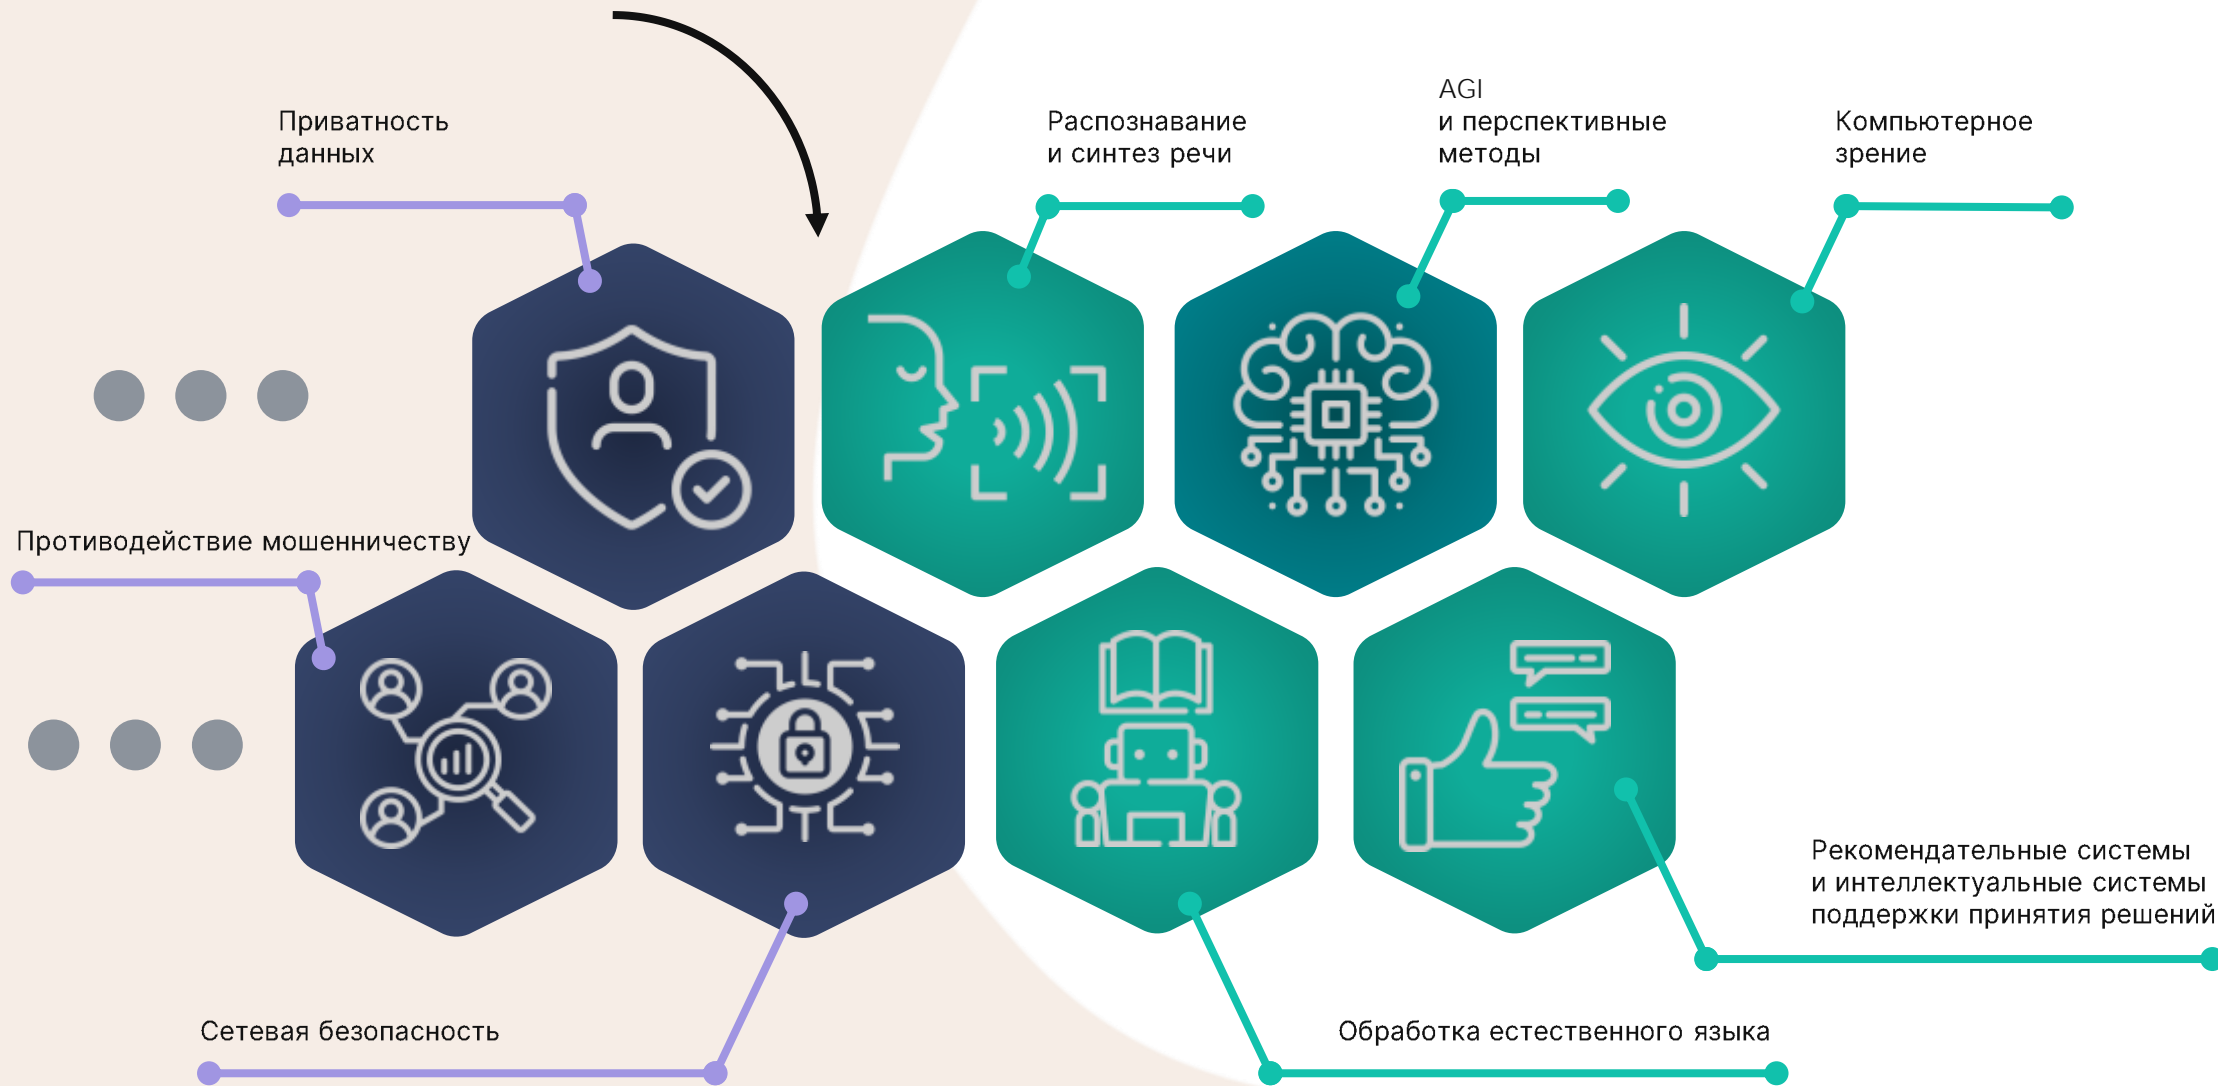 Приватность
данных
Распознавание
и синтез речи
AGI
и перспективные
методы
Компьютерное
зрение
Противодействие мошенничеству
Рекомендательные системы
и интеллектуальные системы
поддержки принятия решений
Сетевая безопасность
Обработка естественного языка